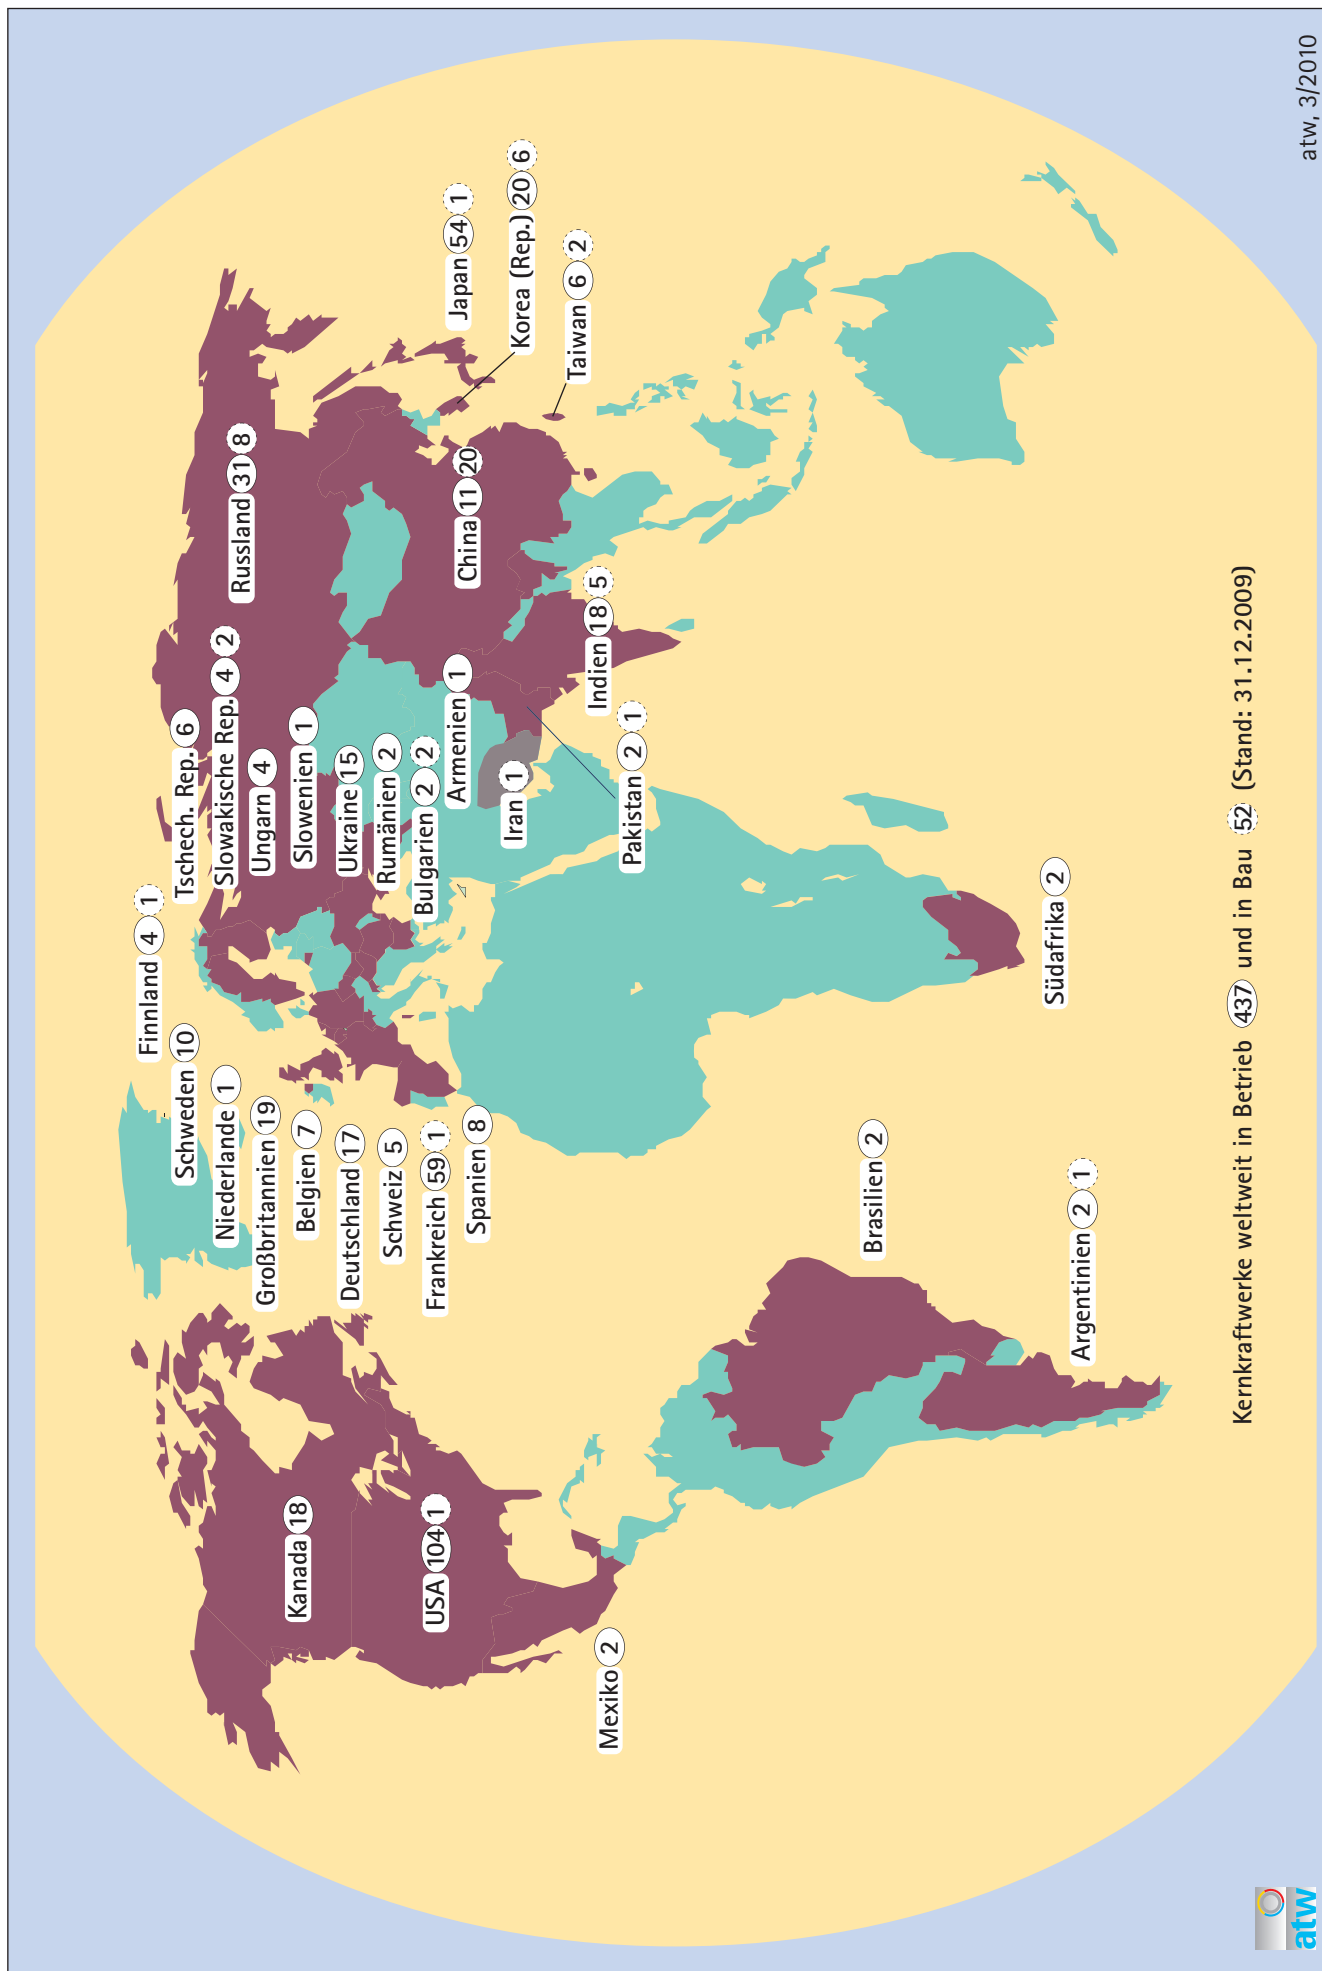 Finnland 4 1
Schweden 10
Niederlande 1
Großbritannien 19
Belgien 7
Deutschland 17
Schweiz 5
Frankreich 59 1
Spanien 8
Tschech. Rep. 6
Slowakische Rep. 4 2
Ungarn 4
Slowenien 1
Ukraine 15
Rumänien 2
Bulgarien 2 2
Armenien 1
Iran 1
Pakistan 2 1
Russland 31 8
China 11 20
Indien 18 5
Japan 54 1
Korea (Rep.) 20 6
Taiwan 6 2
Kanada 18
USA 104 1
Mexiko 2
Brasilien 2
Argentinien 2 1
Südafrika 2
Kernkraftwerke weltweit in Betrieb 437 und in Bau 52 (Stand: 31.12.2009)
atw
atw, 3/2010